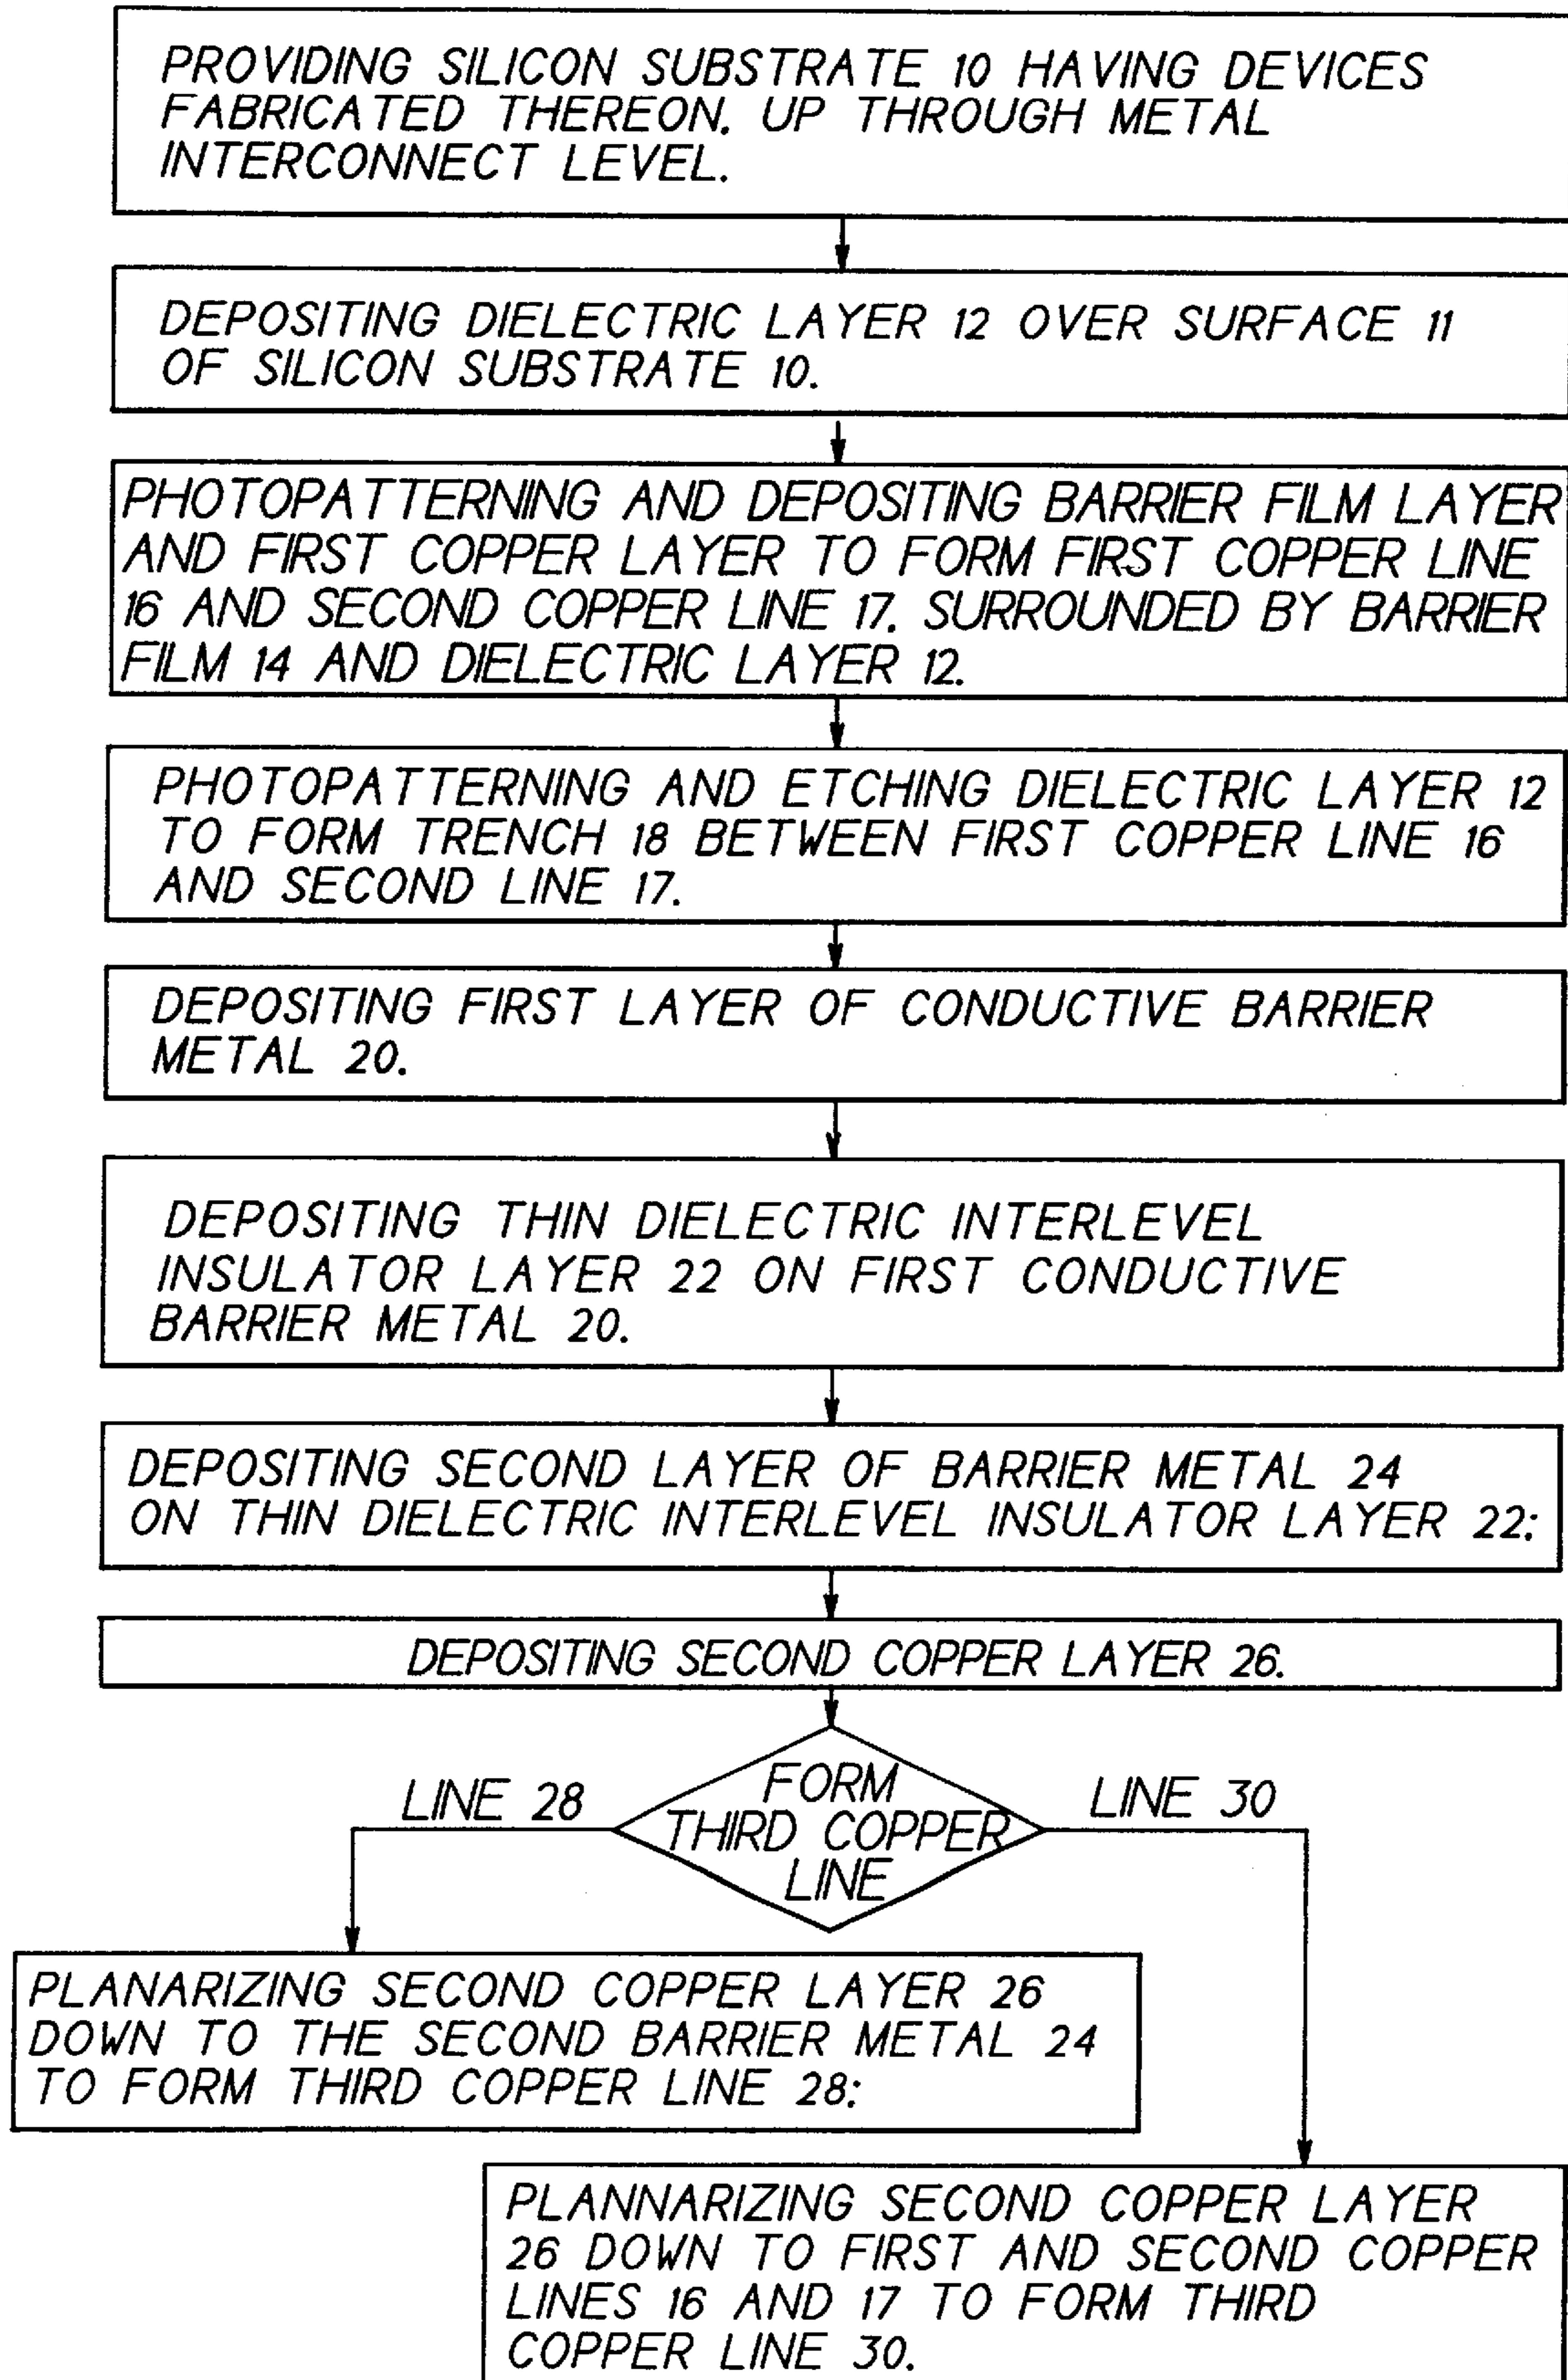 PROVIDING SILICON SUBSTRATE 10 HAVING DEVICES
FABRICATED THEREON. UP THROUGH METAL
INTERCONNECT LEVEL.
DEPOSITING DIELECTRIC LAYER 12 OVER SURFACE 11
OF SILICON SUBSTRATE 10.
PHOTOPATTERNING AND DEPOSITING BARRIER FILM LAYER
AND FIRST COPPER LAYER TO FORM FIRST COPPER LINE
16 AND SECOND COPPER LINE 17. SURROUNDED BY BARRIER
FILM 14 AND DIELECTRIC LAYER 12.
PHOTOPATTERNING AND ETCHING DIELECTRIC LAYER 12
TO FORM TRENCH 18 BETWEEN FIRST COPPER LINE 16
AND SECOND LINE 17.
DEPOSITING FIRST LAYER OF CONDUCTIVE BARRIER
METAL 20.
DEPOSITING THIN DIELECTRIC INTERLEVEL
INSULATOR LAYER 22 ON FIRST CONDUCTIVE
BARRIER METAL 20.
DEPOSITING SECOND LAYER OF BARRIER METAL 24
ON THIN DIELECTRIC INTERLEVEL INSULATOR LAYER 22:
DEPOSITING SECOND COPPER LAYER 26.
LINE 28
FORM
THIRD COPPER
LINE
LINE 30
PLANARIZING SECOND COPPER LAYER 26
DOWN TO THE SECOND BARRIER METAL 24
TO FORM THIRD COPPER LINE 28:
PLANNARIZING SECOND COPPER LAYER
26 DOWN TO FIRST AND SECOND COPPER
LINES 16 AND 17 TO FORM THIRD
COPPER LINE 30.